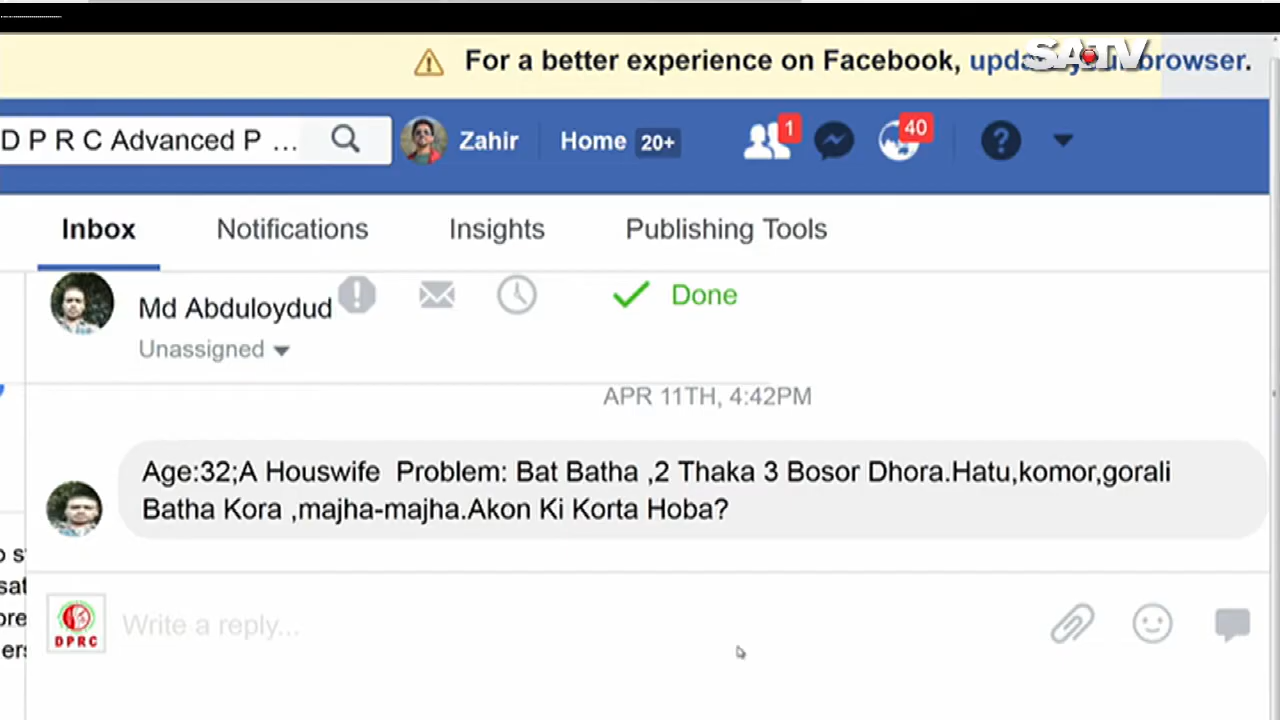 For a better experience on Facebook, browser.
SATV
D P R C Advanced P ...
Zahir
Home 20+
1
40
?
Inbox
Notifications
Insights
Publishing Tools
Md Abduloydud
Done
Unassigned
APR 11TH, 4:42PM
Age:32;A Houswife Problem: Bat Batha ,2 Thaka 3 Bosor Dhora.Hatu,komor,gorali
Batha Kora ,majha-majha.Akon Ki Korta Hoba?
DPRC
Write a reply...